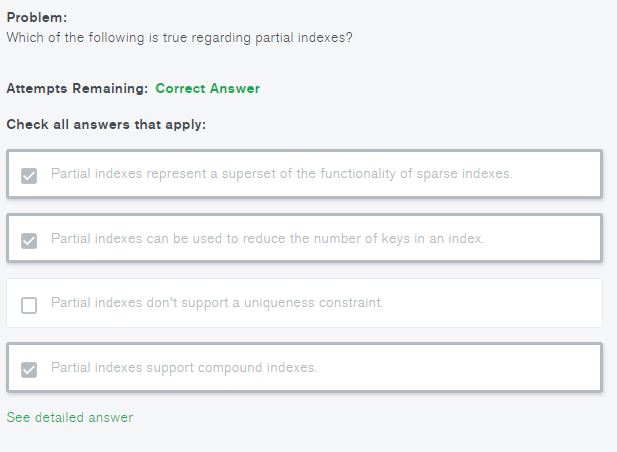 Problem:
Which of the following is true regarding partial indexes?
Attempts Remaining: Correct Answer
Check all answers that apply:
Partial indexes represent a superset of the functionality of sparse indexes.
Partial indexes can be used to reduce the number of keys in an index.
Partial indexes don't support a uniqueness constraint.
Partial indexes support compound indexes.
See detailed answer